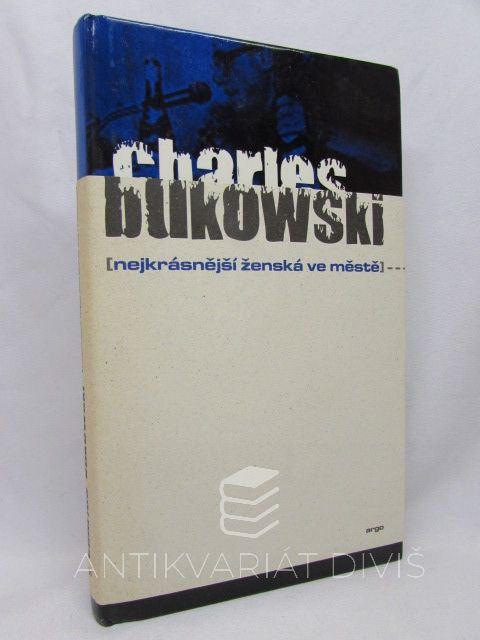 charles
bukowski
[nejkrásnější ženská ve městě]---
argo
ANTIKVARIÁT DIVIŠ